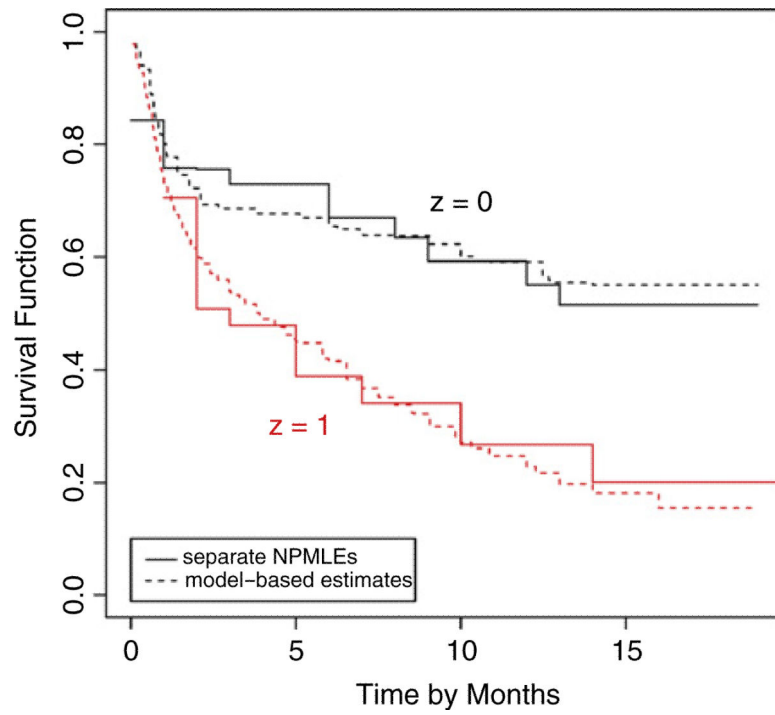 Survival Function
1.0
0.8
0.6
0.4
0.2
0.0
z = 0
z = 1
separate NPMLEs
model-based estimates
0 5 10 15
Time by Months